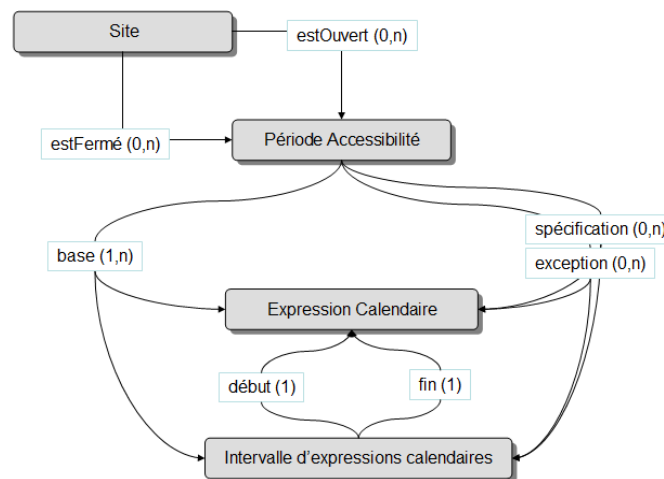 Site
estOuvert (0,n)
estFermé (0,n)
Période Accessibilité
spécification (0,n)
base (1,n)
exception (0,n)
Expression Calendaire
début (1)
fin (1)
Intervalle d'expressions calendaires